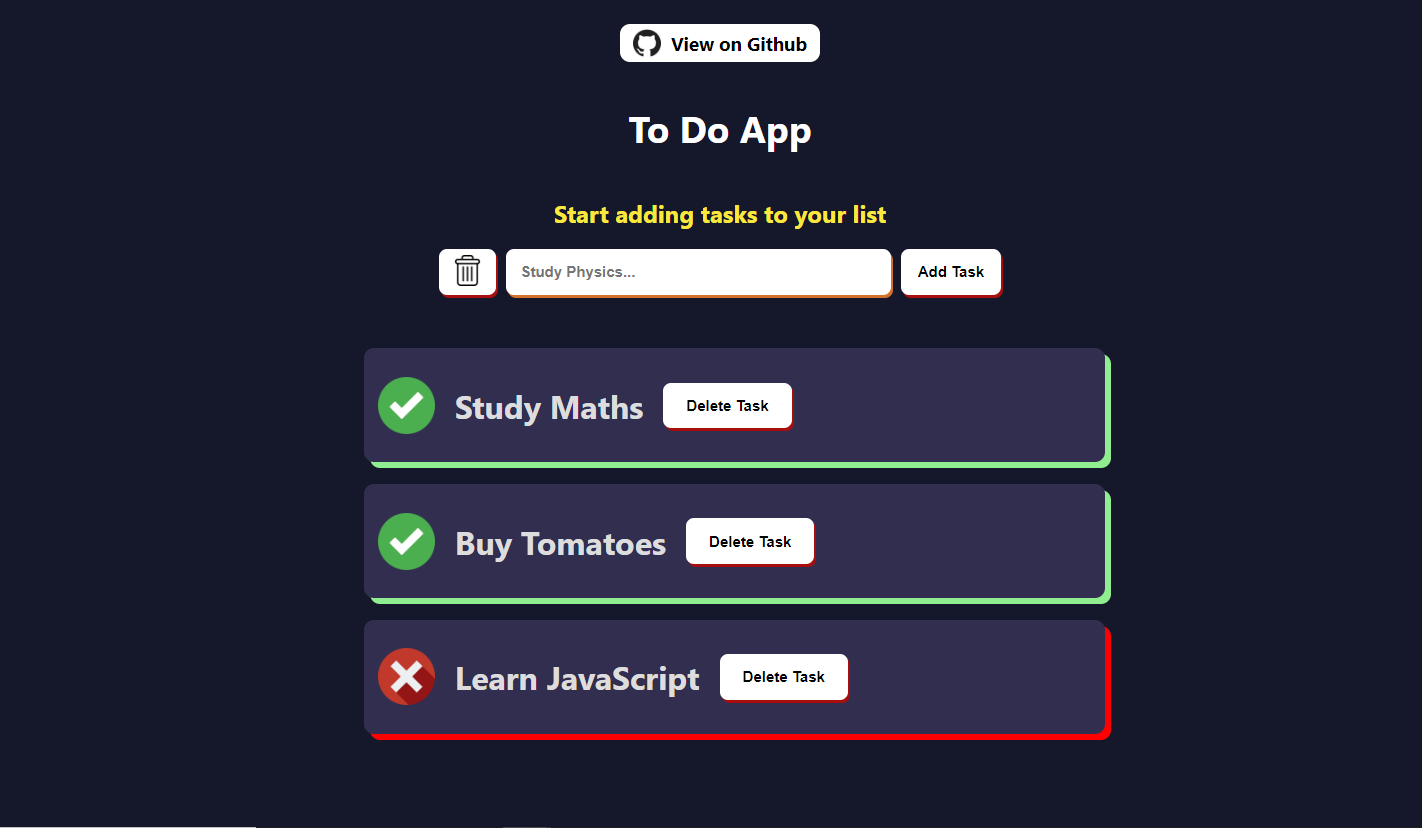 View on Github
To Do App
Start adding tasks to your list
Study Physics...
Add Task
Study Maths
Delete Task
Buy Tomatoes
Delete Task
Learn JavaScript
Delete Task